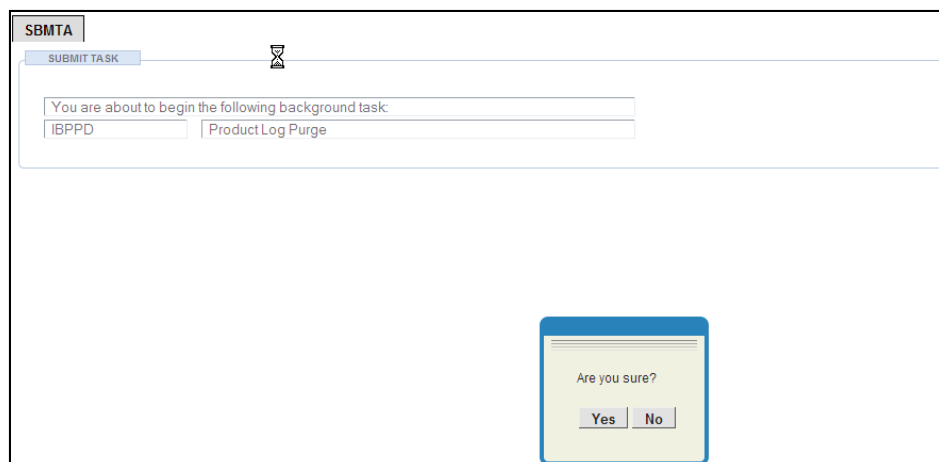 SBMTA
SUBMIT TASK
You are about to begin the following background task:
IBPPD Product Log Purge
Are you sure?
Yes No